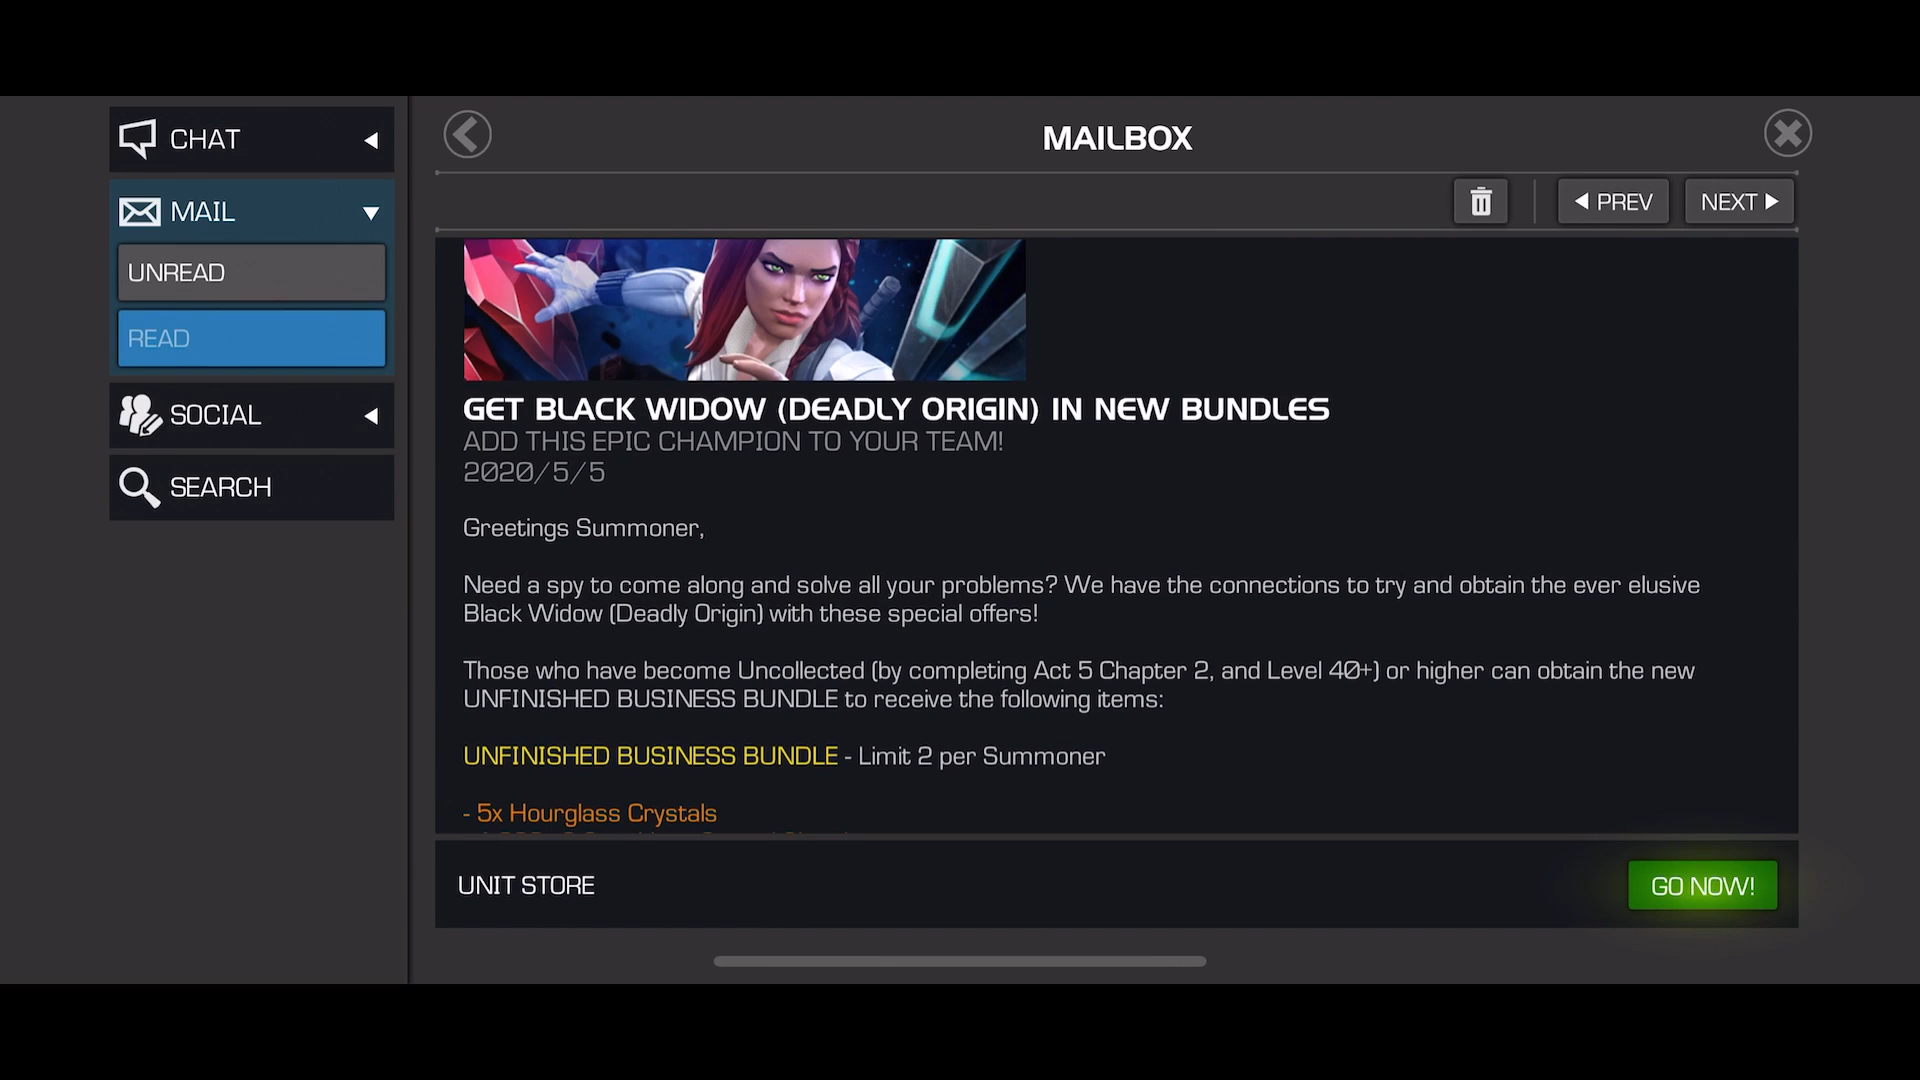 CHAT
MAIL
UNREAD
READ
SOCIAL
SEARCH
MAILBOX
PREV
NEXT
GET BLACK WIDOW (DEADLY ORIGIN) IN NEW BUNDLES
ADD THIS EPIC CHAMPION TO YOUR TEAM!
2020/5/5
Greetings Summoner,
Need a spy to come along and solve all your problems? We have the connections to try and obtain the ever elusive
Black Widow (Deadly Origin) with these special offers!
Those who have become Uncollected (by completing Act 5 Chapter 2, and Level 40+) or higher can obtain the new
UNFINISHED BUSINESS BUNDLE to receive the following items:
UNFINISHED BUSINESS BUNDLE - Limit 2 per Summoner
- 5x Hourglass Crystals
UNIT STORE
GO NOW!